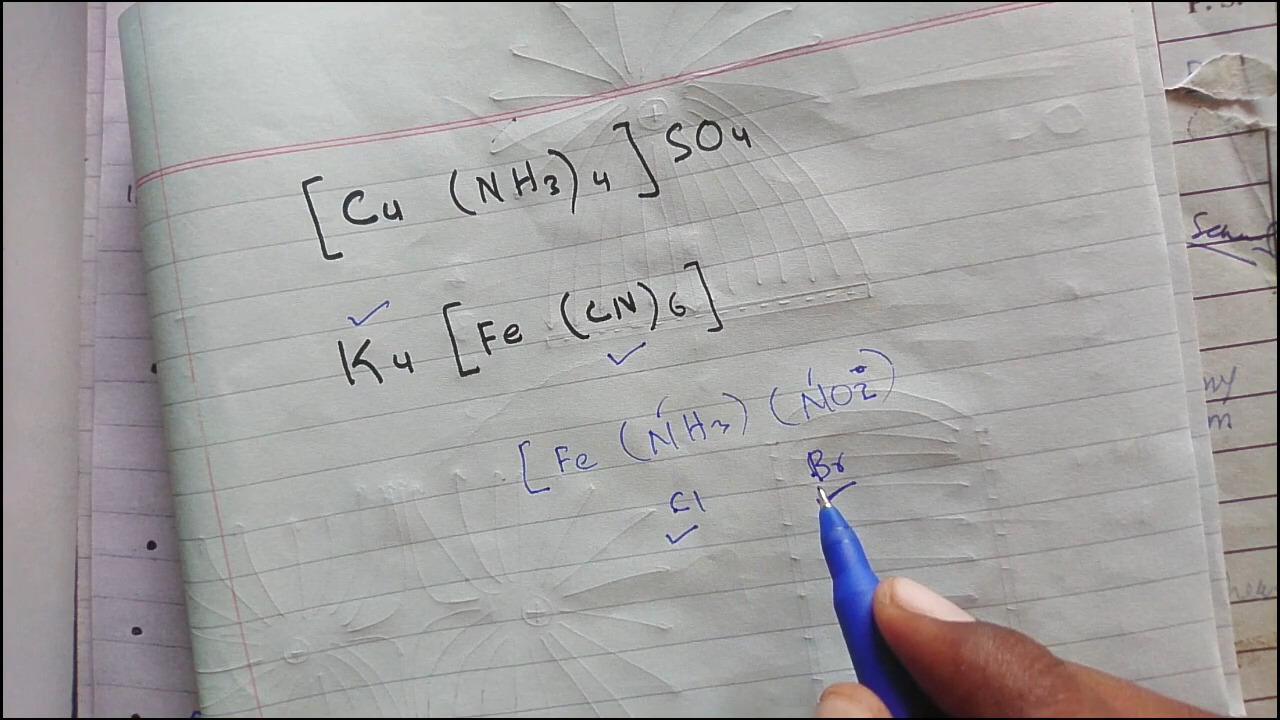 [Cu (NH3)4] SO4
K4 [Fe (CN)6]
[Fe (NH3) (NO2)
Cl Br